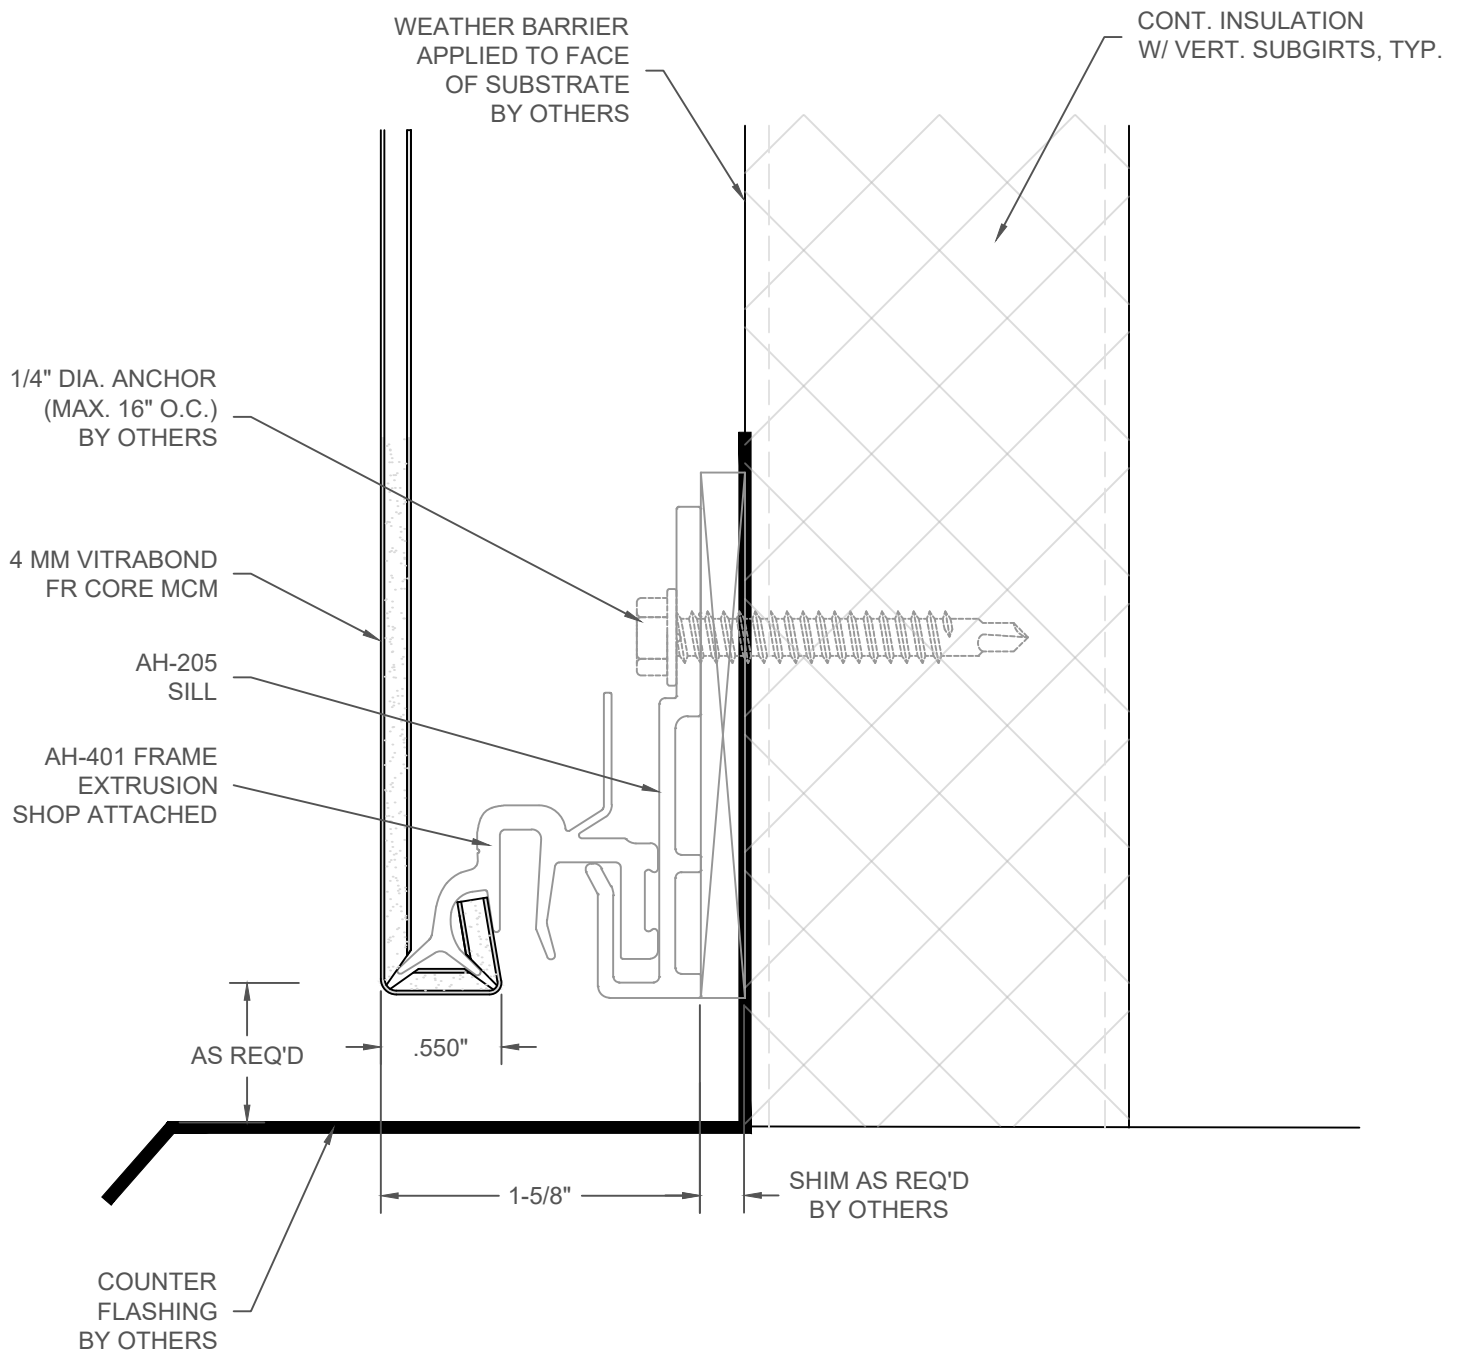 WEATHER BARRIER
APPLIED TO FACE
OF SUBSTRATE
BY OTHERS
CONT. INSULATION
W/ VERT. SUBGIRTS, TYP.
1/4" DIA. ANCHOR
(MAX. 16" O.C.)
BY OTHERS
4 MM VITRABOND
FR CORE MCM
AH-205
SILL
AH-401 FRAME
EXTRUSION
SHOP ATTACHED
AS REQ'D
.550"
1-5/8"
SHIM AS REQ'D
BY OTHERS
COUNTER
FLASHING
BY OTHERS